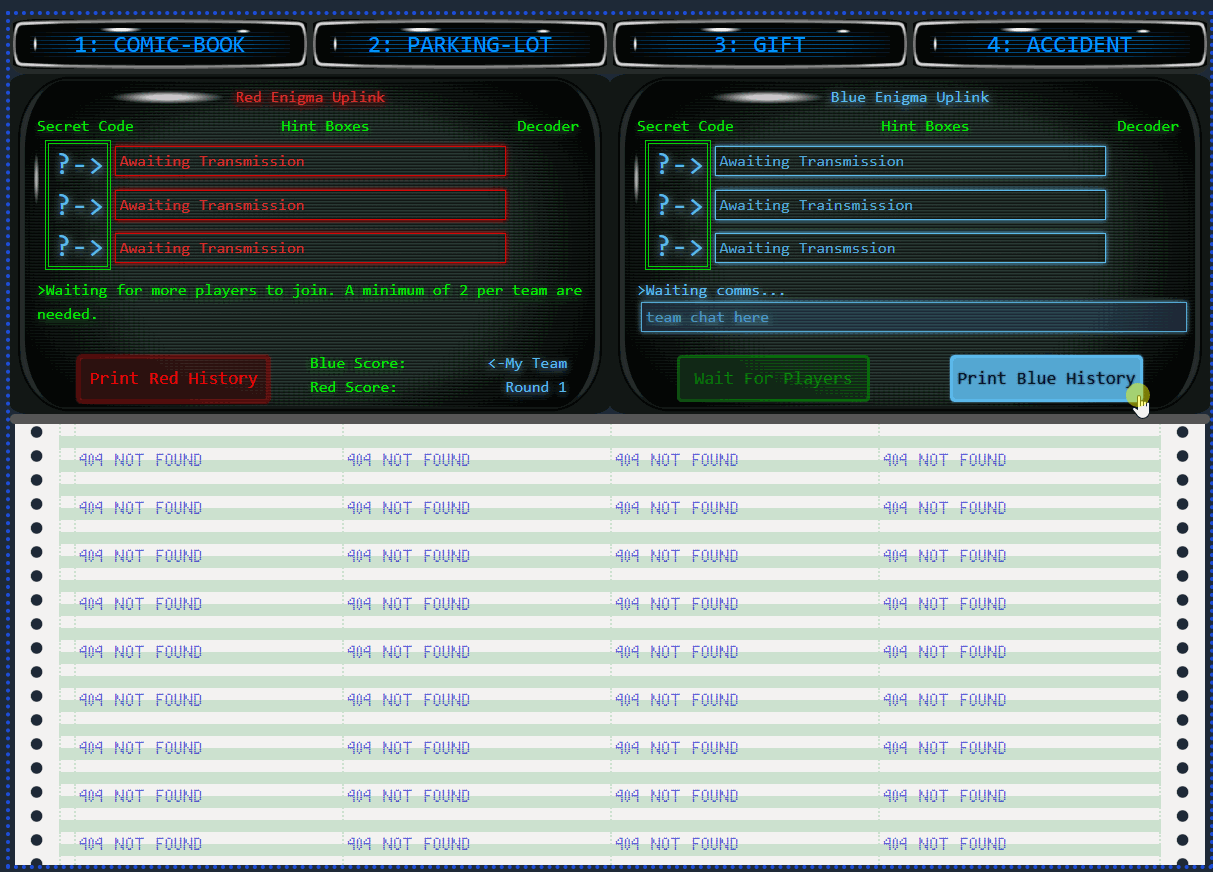 1: COMIC-BOOK 2: PARKING-LOT 3: GIFT 4: ACCIDENT
Red Enigma Uplink
Secret Code Hint Boxes Decoder
?-> Awaiting Transmission
?-> Awaiting Transmission
?-> Awaiting Transmission
>Waiting for more players to join. A minimum of 2 per team are
needed.
Print Red History
Blue Score: <-My Team
Red Score: Round 1
Blue Enigma Uplink
Secret Code Hint Boxes Decoder
?-> Awaiting Transmission
?-> Awaiting Trainsmission
?-> Awaiting Transmssion
>Waiting comms...
team chat here
Wait For Players Print Blue History
404 NOT FOUND 404 NOT FOUND 404 NOT FOUND 404 NOT FOUND
404 NOT FOUND 404 NOT FOUND 404 NOT FOUND 404 NOT FOUND
404 NOT FOUND 404 NOT FOUND 404 NOT FOUND 404 NOT FOUND
404 NOT FOUND 404 NOT FOUND 404 NOT FOUND 404 NOT FOUND
404 NOT FOUND 404 NOT FOUND 404 NOT FOUND 404 NOT FOUND
404 NOT FOUND 404 NOT FOUND 404 NOT FOUND 404 NOT FOUND
404 NOT FOUND 404 NOT FOUND 404 NOT FOUND 404 NOT FOUND
404 NOT FOUND 404 NOT FOUND 404 NOT FOUND 404 NOT FOUND
404 NOT FOUND 404 NOT FOUND 404 NOT FOUND 404 NOT FOUND